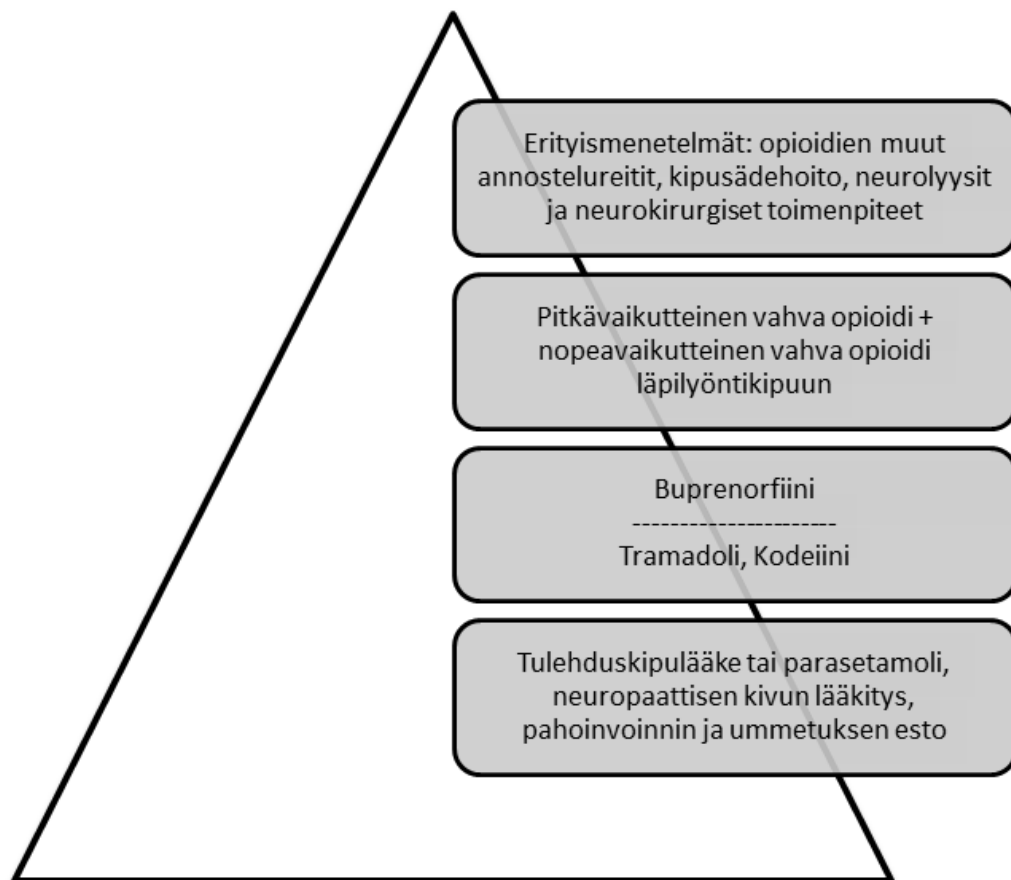 Erityismenetelmät: opioidien muut
annostelureitit, kipusädehoito, neurolyysit
ja neurokirurgiset toimenpiteet
Pitkävaikutteinen vahva opioidi +
nopeavaikutteinen vahva opioidi
läpilyöntikipuun
Buprenorfiini
---------------------
Tramadoli, Kodeiini
Tulehduskipulääke tai parasetamoli,
neuropaattisen kivun lääkitys,
pahoinvoinnin ja ummetuksen esto